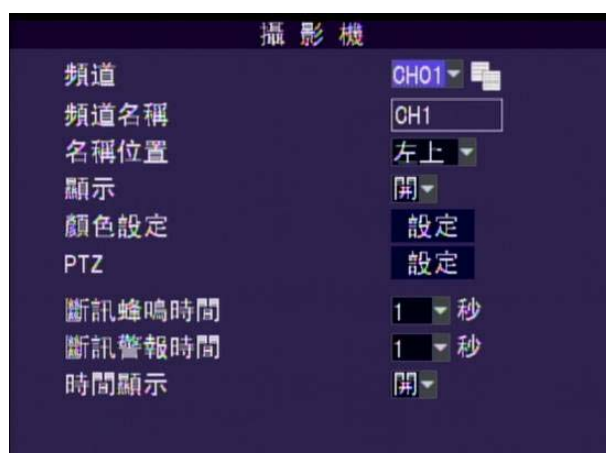 攝影機
頻道 CH01
頻道名稱 CH1
名稱位置 左上
顯示 開
顏色設定 設定
PTZ 設定
斷訊蜂鳴時間 1 秒
斷訊警報時間 1 秒
時間顯示 開